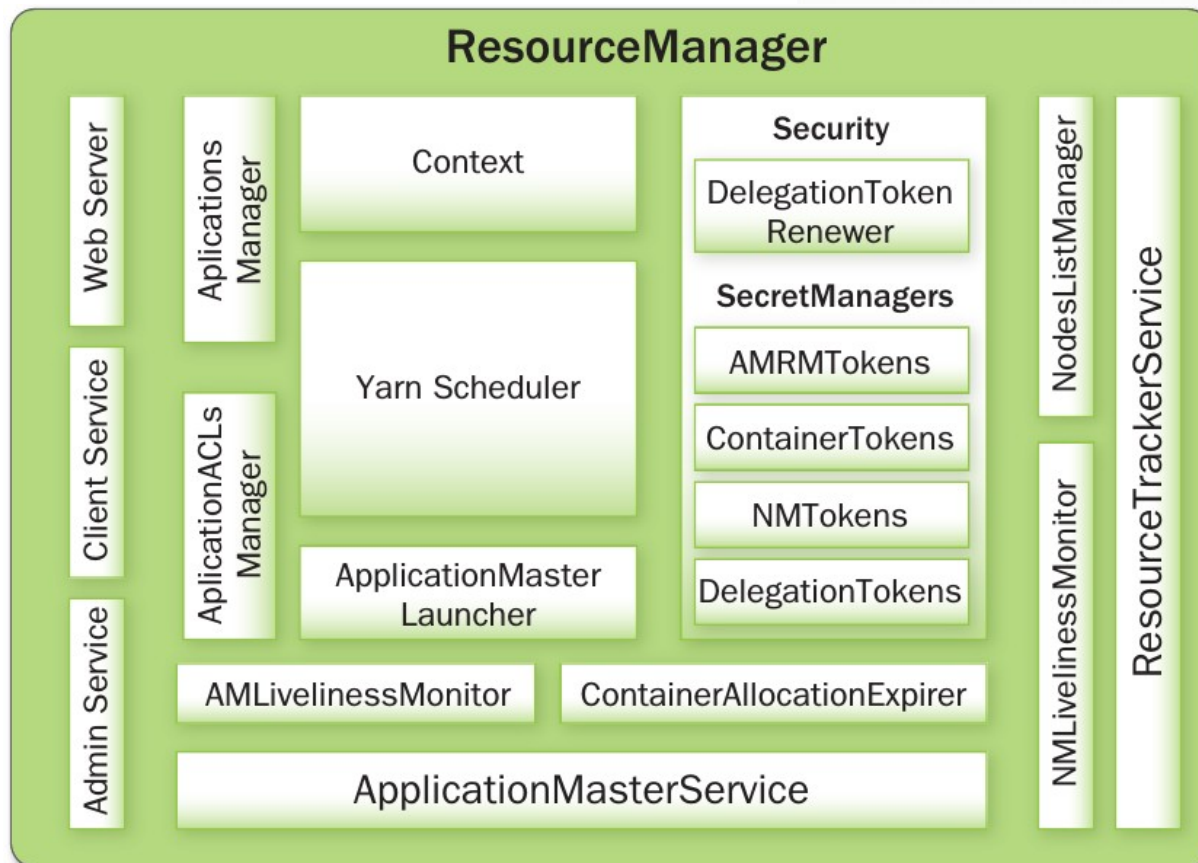 ResourceManager
Web Server
Client Service
Admin Service
Aplications
Manager
AplicationACLs
Manager
Context
Yarn Scheduler
ApplicationMaster
Launcher
Security
DelegationToken
Renewer
SecretManagers
AMRMTokens
ContainerTokens
NMTokens
DelegationTokens
AMLivelinessMonitor
ContainerAllocationExpirer
ApplicationMasterService
NodesListManager
NMLivelinessMonitor
ResourceTrackerService